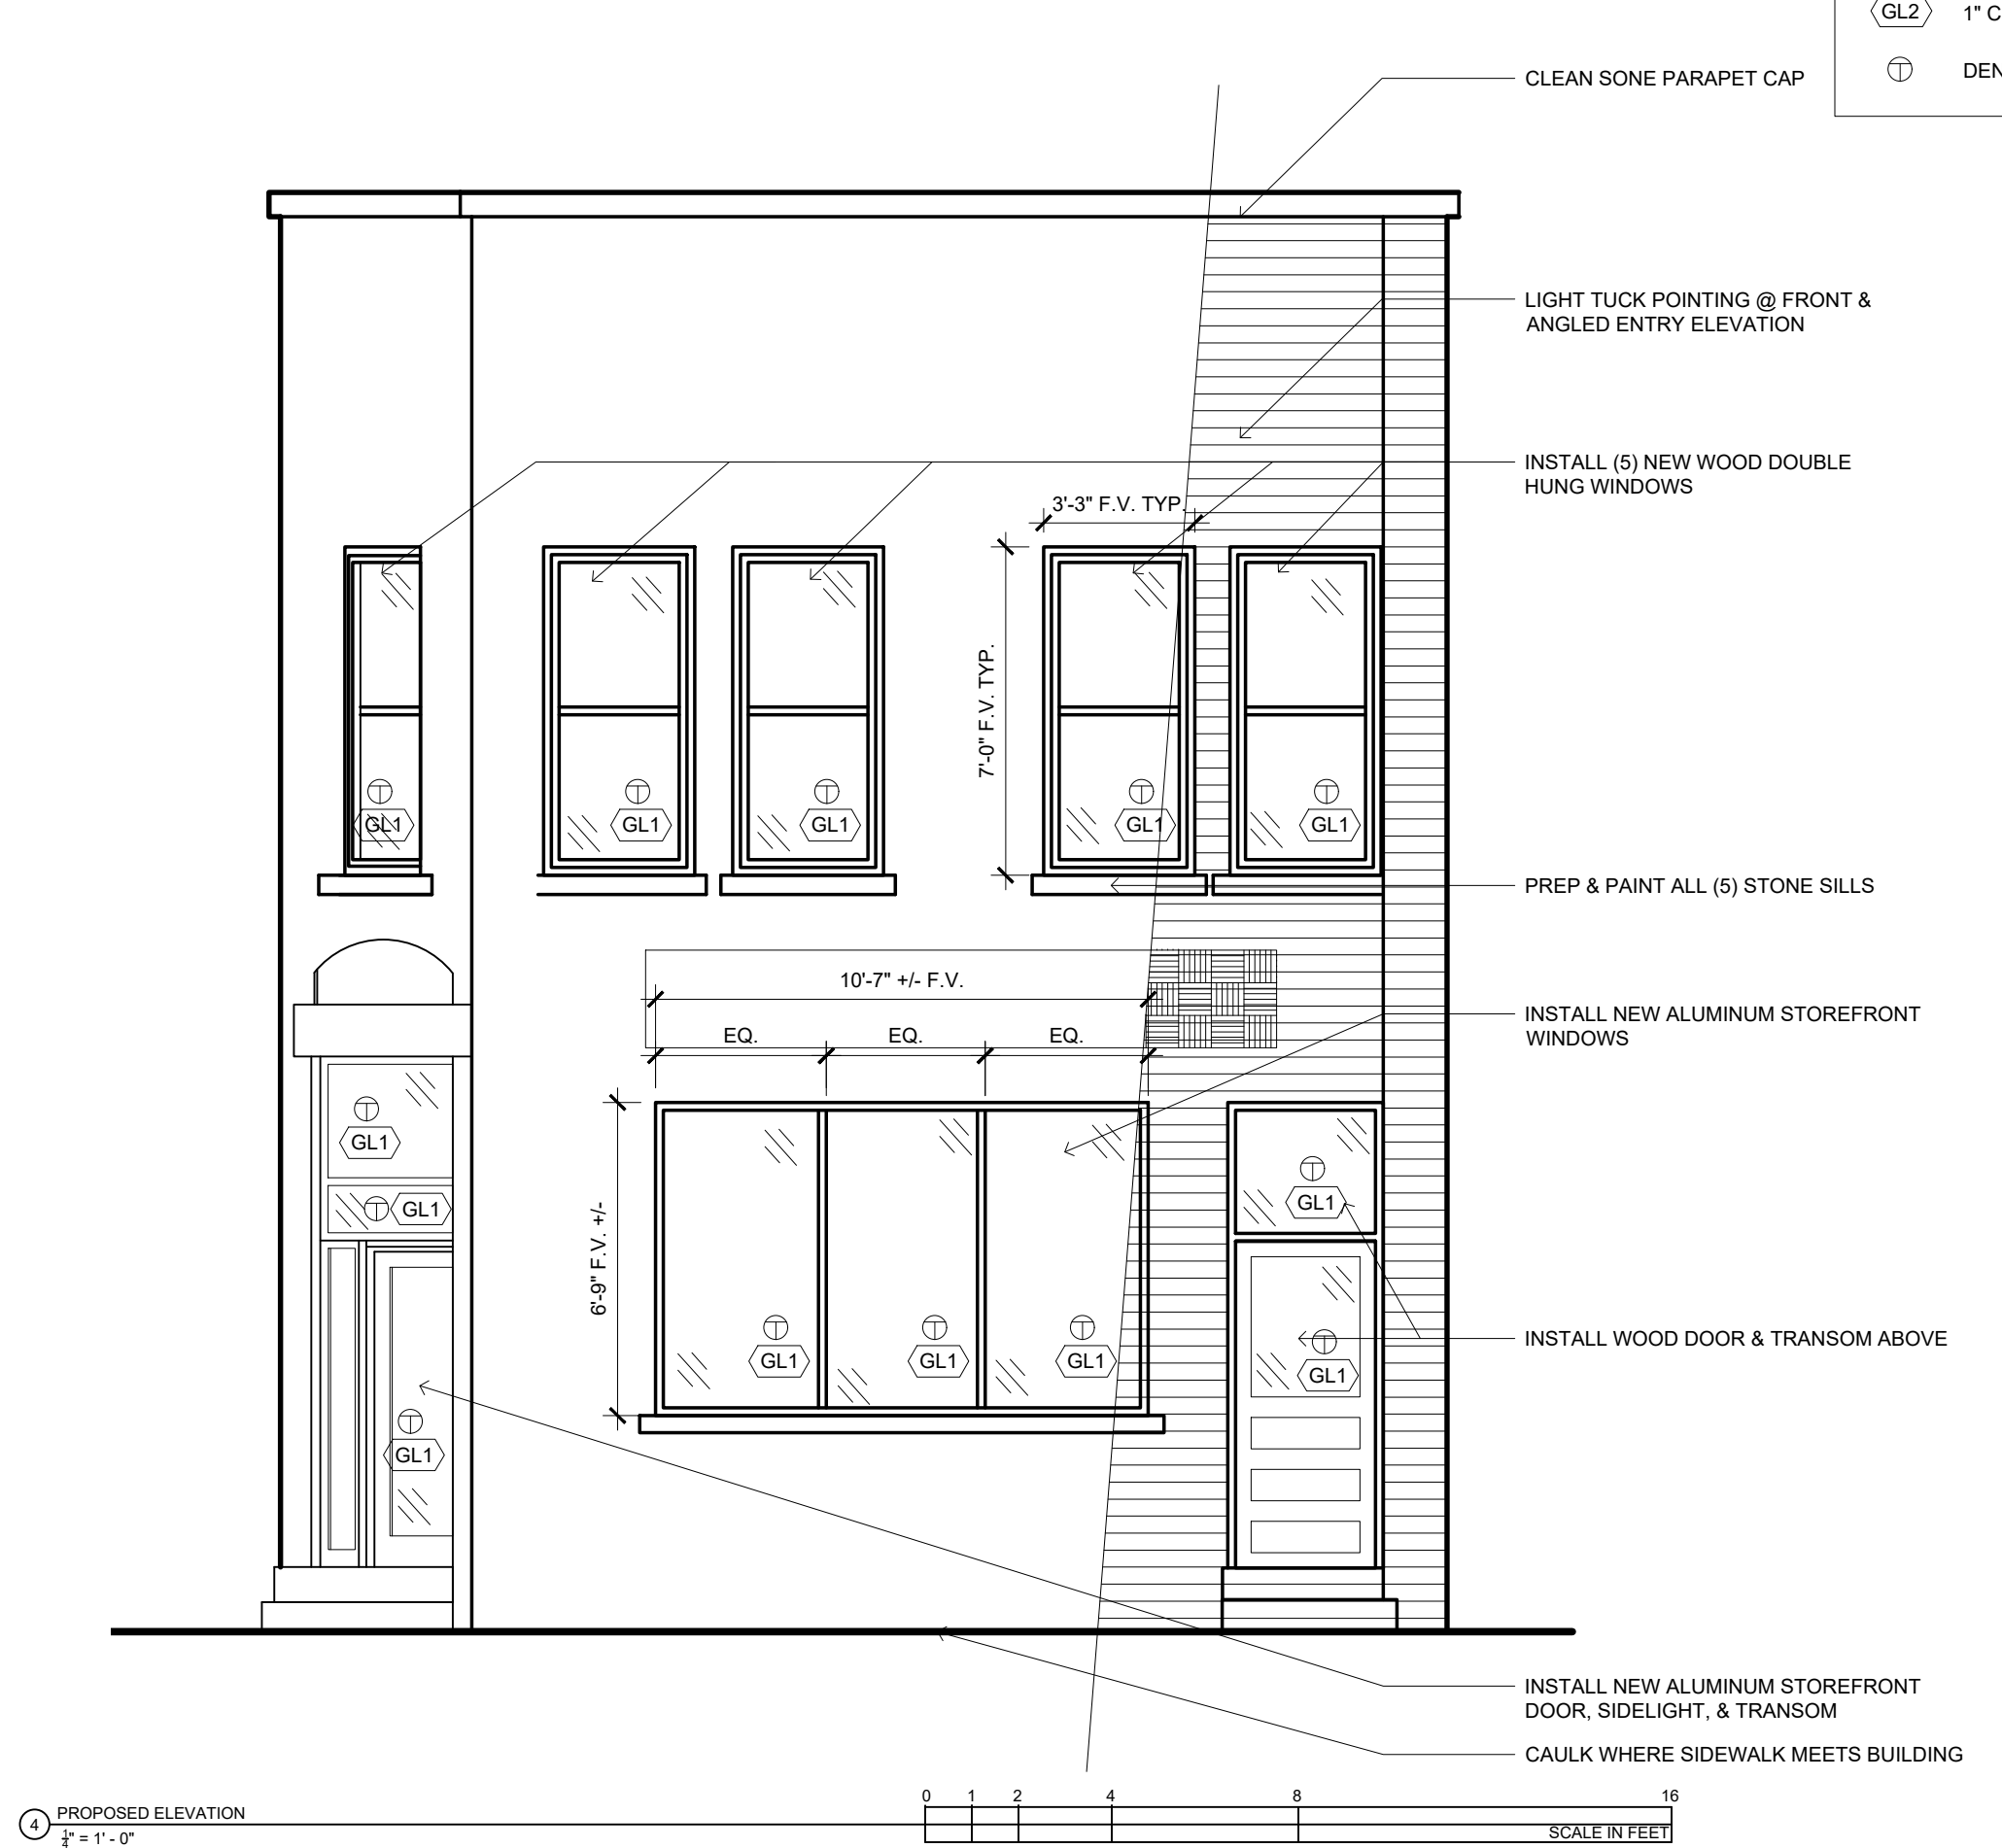 GL2
1" C
DEN
CLEAN SONE PARAPET CAP
LIGHT TUCK POINTING @ FRONT &
ANGLED ENTRY ELEVATION
INSTALL (5) NEW WOOD DOUBLE
HUNG WINDOWS
3'-3" F.V. TYP.
7'-0" F.V. TYP.
T
T
T
T
T
GL1
GL1
GL1
GL1
GL1
PREP & PAINT ALL (5) STONE SILLS
10'-7" +/- F.V.
INSTALL NEW ALUMINUM STOREFRONT
WINDOWS
EQ.
EQ.
EQ.
T
GL1
T
GL1
T
GL1
6'-9" F.V. +/-
T
T
T
GL1
GL1
GL1
INSTALL WOOD DOOR & TRANSOM ABOVE
T
GL1
T
GL1
INSTALL NEW ALUMINUM STOREFRONT
DOOR, SIDELIGHT, & TRANSOM
CAULK WHERE SIDEWALK MEETS BUILDING
4
PROPOSED ELEVATION
1/4" = 1' - 0"
0 1 2 4 8 16
SCALE IN FEET